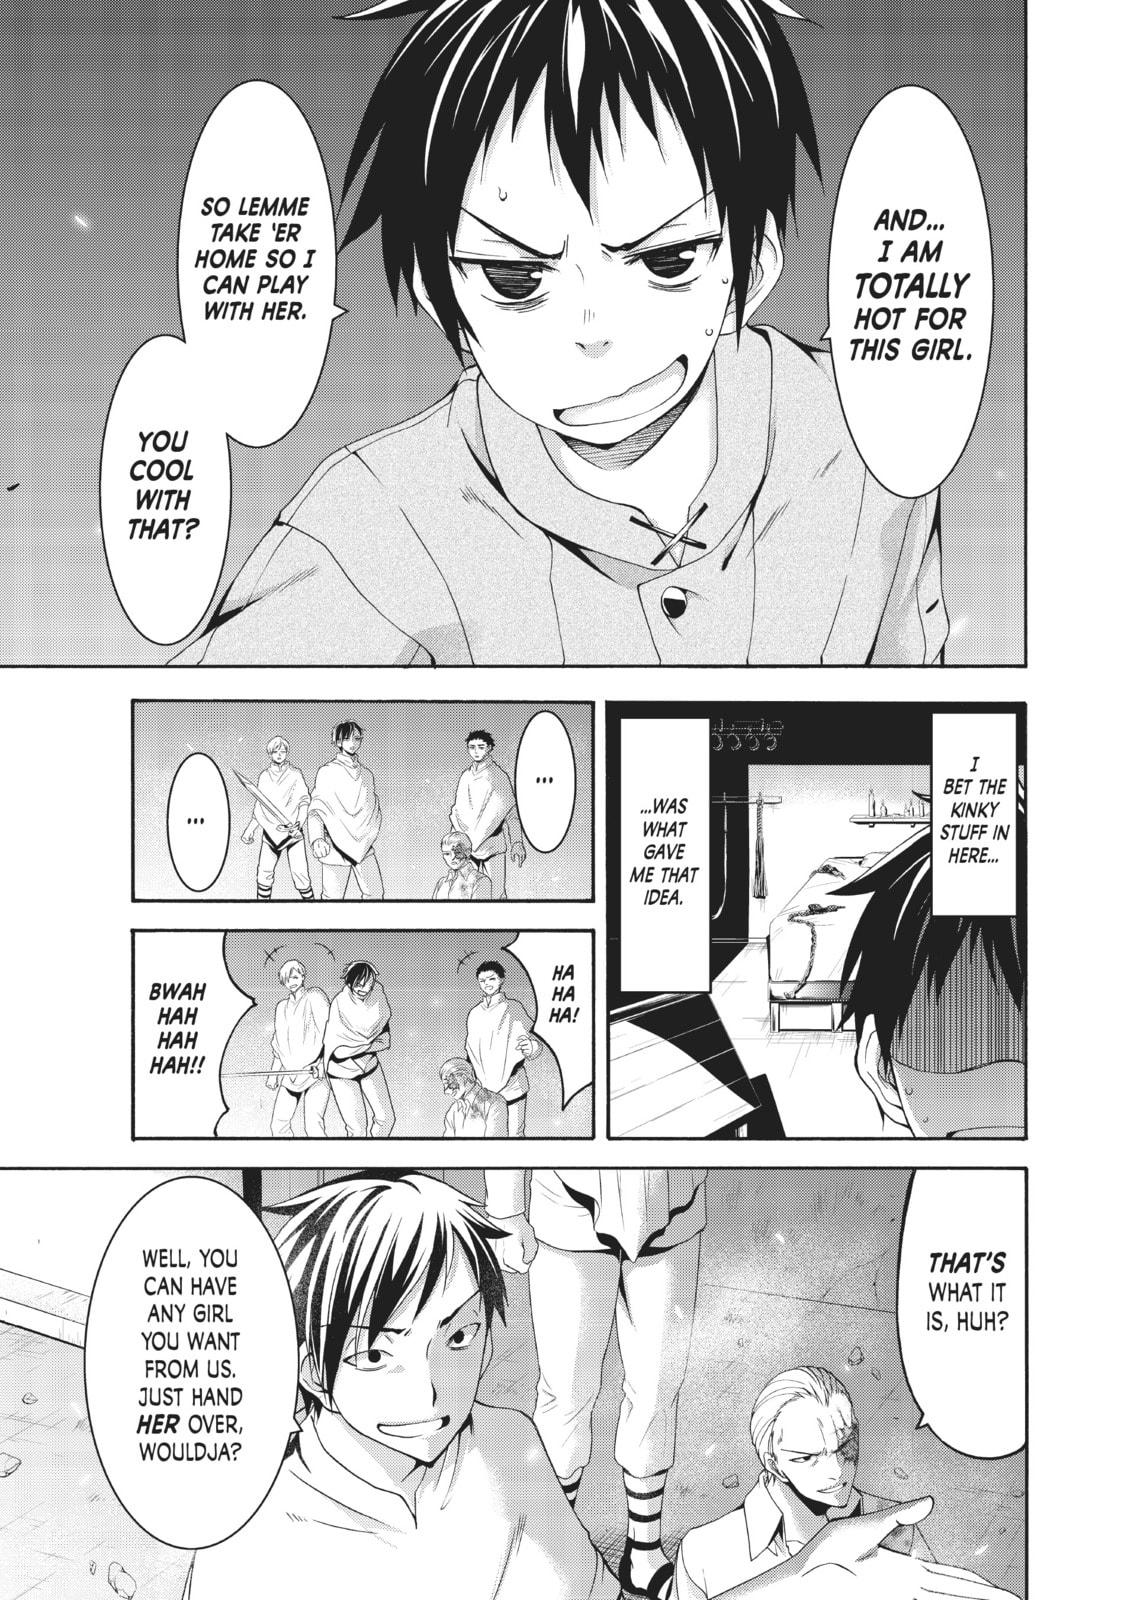 AND...
I AM
TOTALLY
HOT FOR
THIS GIRL.
SO LEMME
TAKE 'ER
HOME SO I
CAN PLAY
WITH HER.
YOU
COOL
WITH
THAT?
I
BET THE
KINKY
STUFF IN
HERE...
...WAS
WHAT
GAVE
ME THAT
IDEA.
...
...
HA
HA
HA!
BWAH
HAH
HAH
HAH!!
THAT'S
WHAT IT
IS, HUH?
WELL, YOU
CAN HAVE
ANY GIRL
YOU WANT
FROM US.
JUST HAND
HER OVER,
WOULDJA?